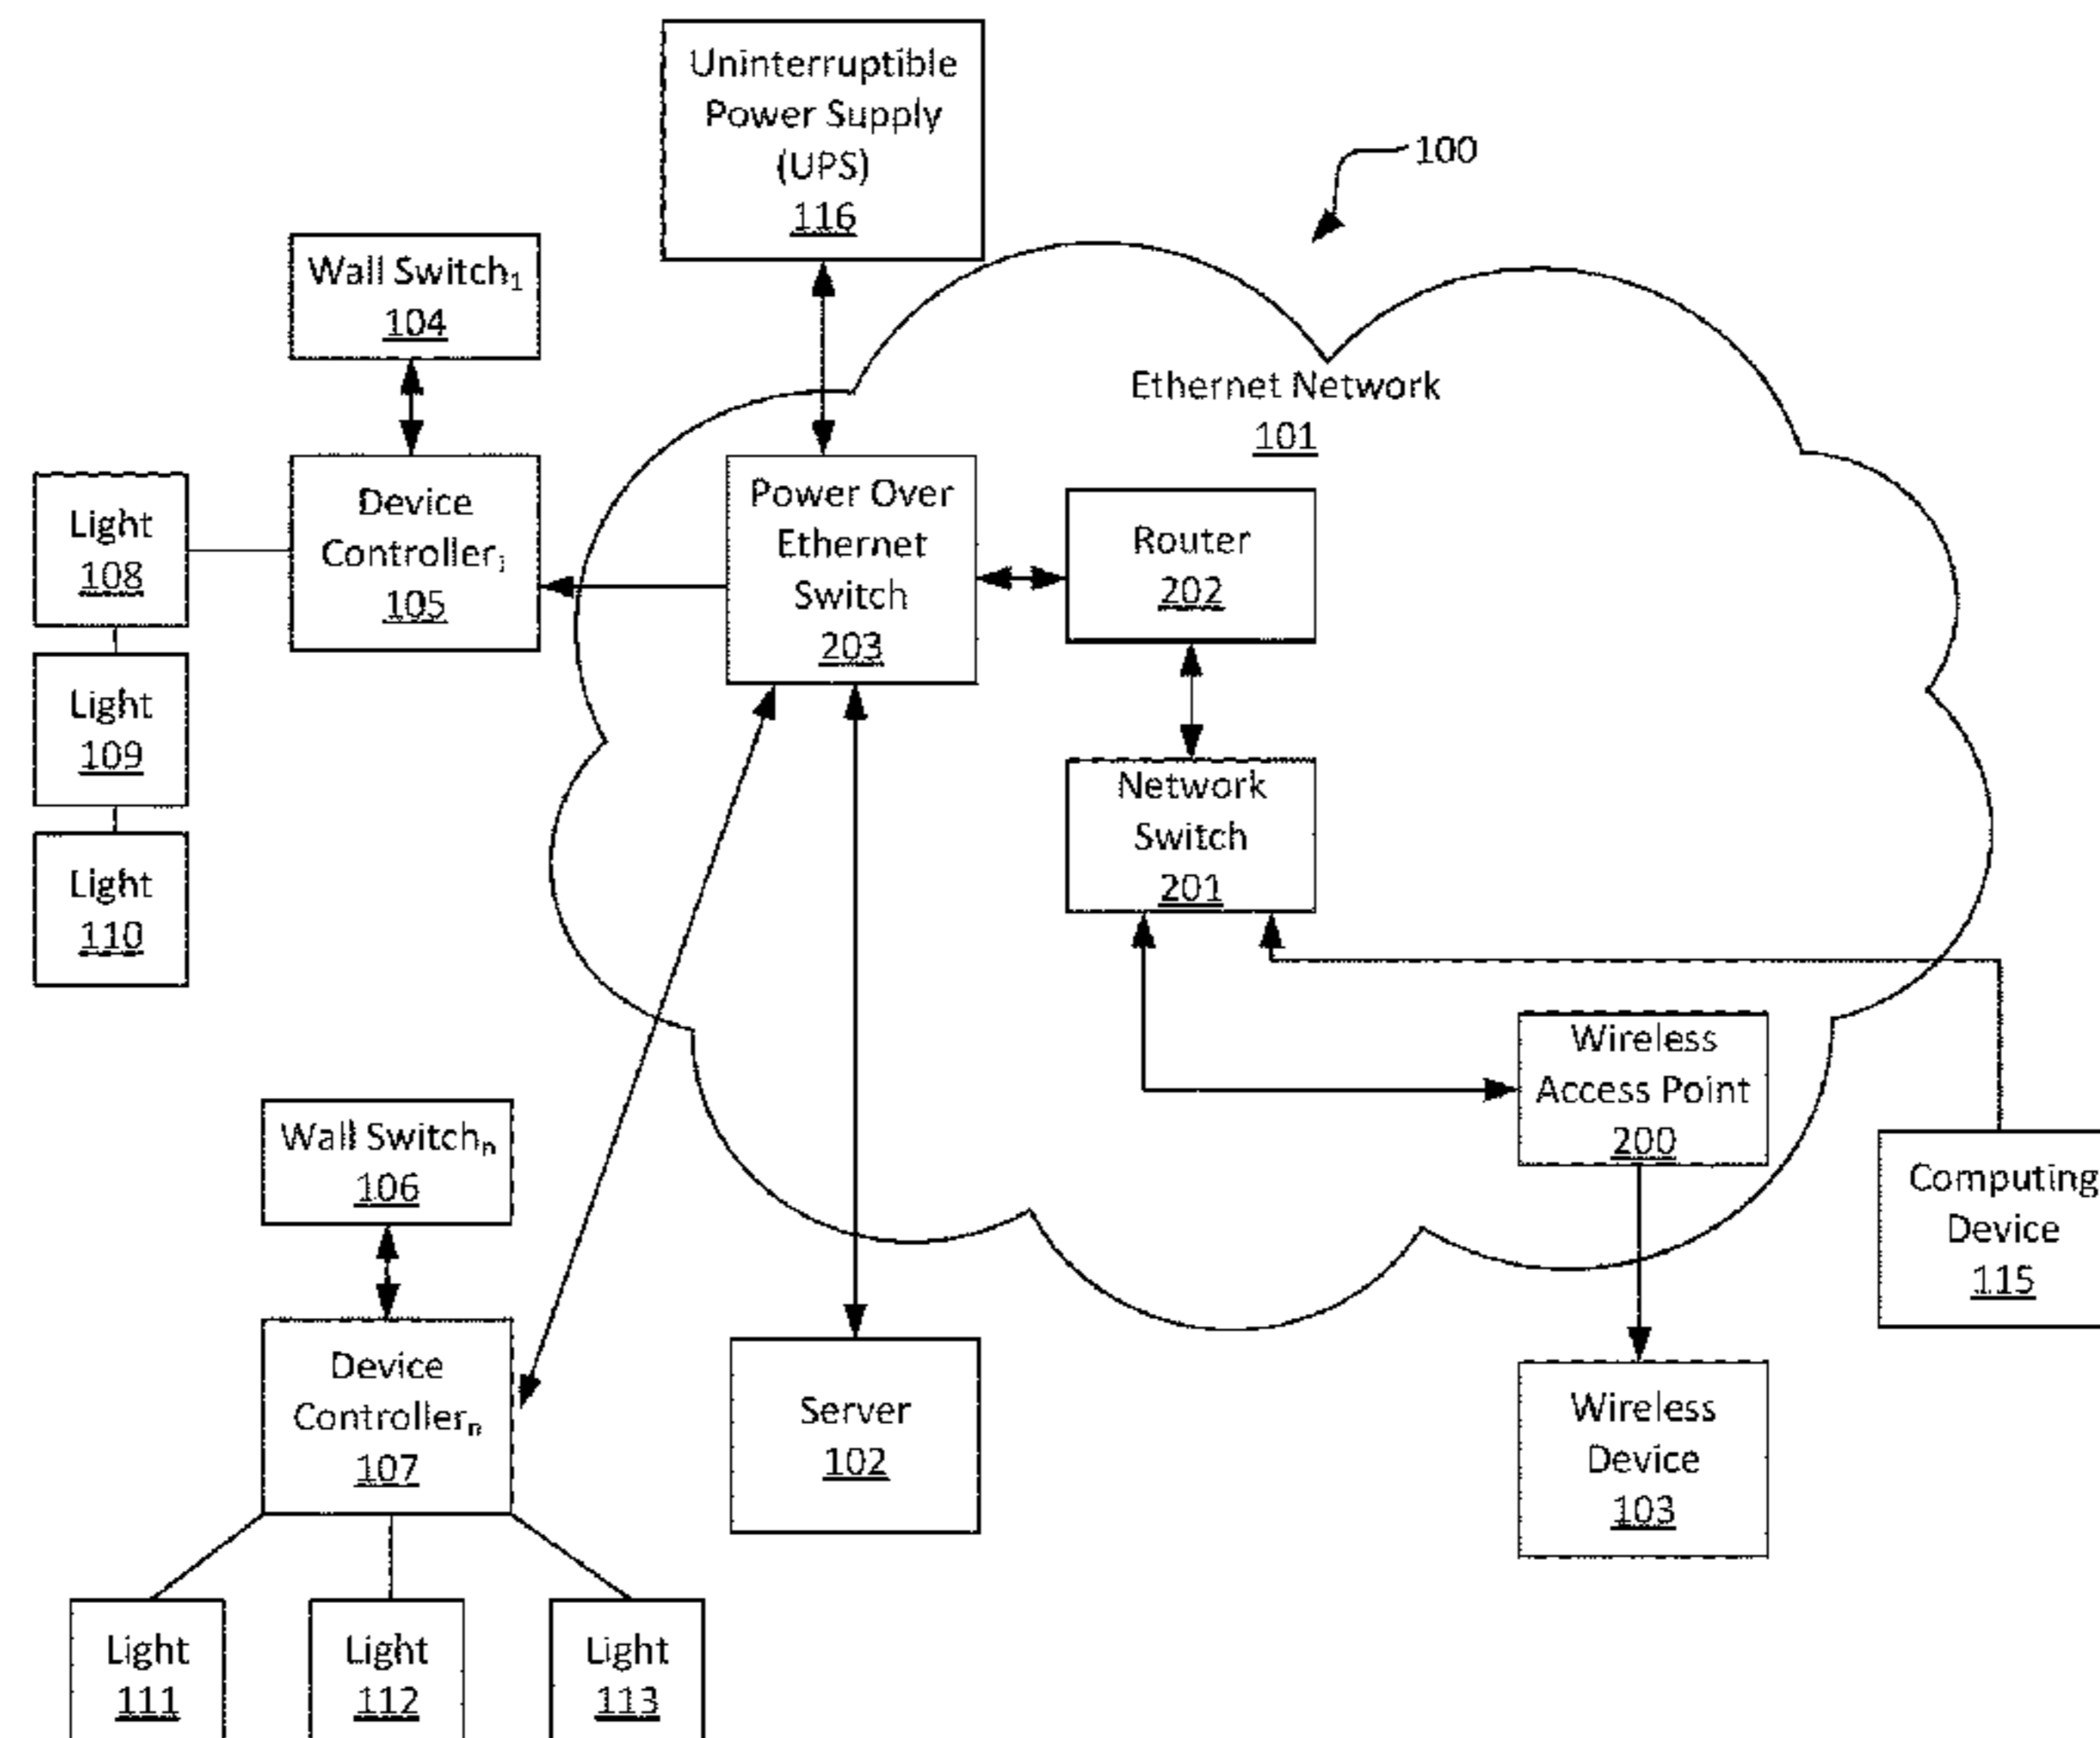 Uninterruptible
Power Supply
(UPS)
116
100
Wall Switch₁
104
Ethernet Network
101
Device
Controllerⱼ
105
Light
108
Power Over
Ethernet
Switch
203
Router
202
Light
109
Network
Switch
201
Light
110
Wireless
Access Point
200
Wall Switchₙ
106
Computing
Device
115
Device
Controllerₙ
107
Server
102
Wireless
Device
103
Light
111
Light
112
Light
113